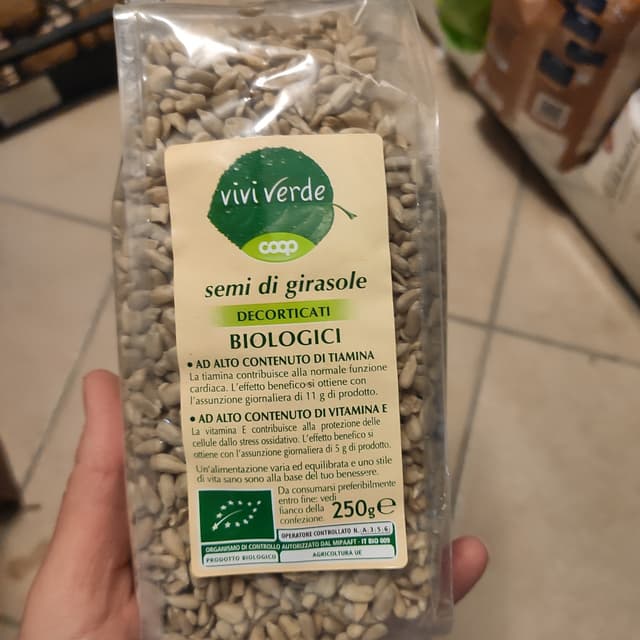 vivi verde
coop
semi di girasole
DECORTICATI
BIOLOGICI
• AD ALTO CONTENUTO DI TIAMINA
La tiamina contribuisce alla normale funzione
cardiaca. L'effetto benefico si ottiene con
l'assunzione giornaliera di 11 g di prodotto.
• AD ALTO CONTENUTO DI VITAMINA E
La vitamina E contribuisce alla protezione delle
cellule dallo stress ossidativo. L'effetto benefico si
ottiene con l'assunzione giornaliera di 5 g di prodotto.
Un'alimentazione varia ed equilibrata e uno stile
di vita sano sono alla base del tuo benessere.
Da consumarsi preferibilmente
entro fine: vedi
fianco della
confezione.
250g ℮
OPERATORE CONTROLLATO N. A356
ORGANISMO DI CONTROLLO AUTORIZZATO DAL MIPAAFT - IT BIO 009
PRODOTTO BIOLOGICO
AGRICOLTURA UE